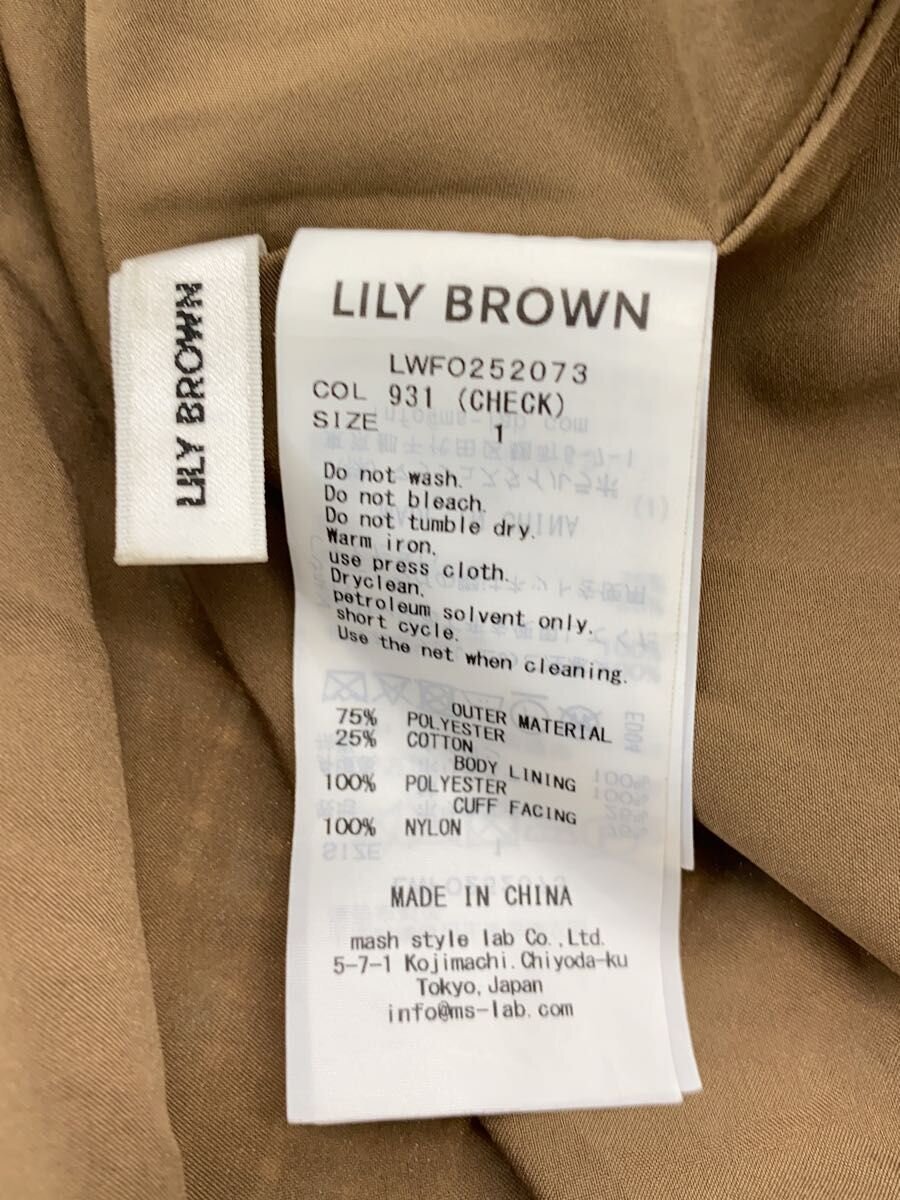 LILY BROWN
LILY BROWN
LWFO252073
COL 931 (CHECK)
SIZE 1
Do not wash.
Do not bleach.
Do not tumble dry.
Warm iron.
use press cloth.
Dryclean.
petroleum solvent only.
short cycle.
Use the net when cleaning.
OUTER MATERIAL
75% POLYESTER
25% COTTON
BODY LINING
100% POLYESTER
CUFF FACING
100% NYLON
MADE IN CHINA
mash style lab Co.,Ltd.
5-7-1 Kojimachi.Chiyoda-ku
Tokyo,Japan
info@ms-lab.com